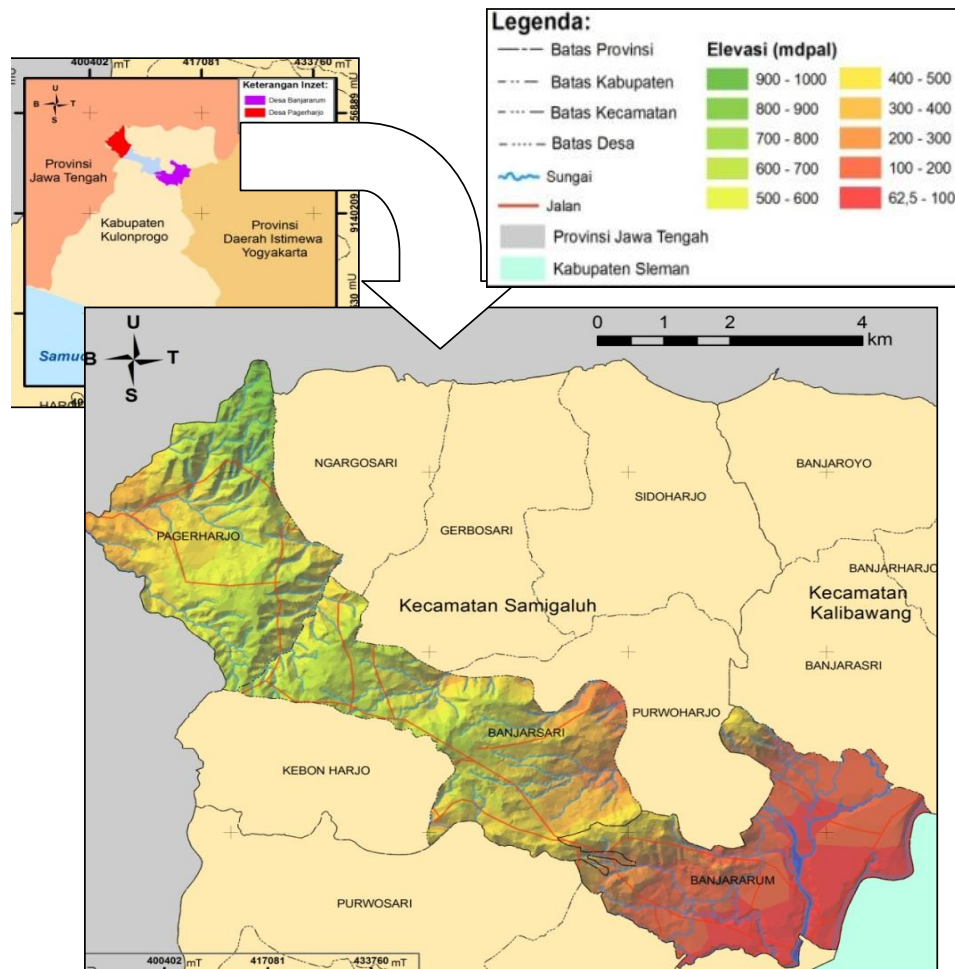 400402 mT
417081
433760 mT
U
B
T
S
Keterangan Inzet:
Desa Banjararum
Desa Pagerharjo
Provinsi
Jawa Tengah
Kabupaten
Kulonprogo
Provinsi
Daerah Istimewa
Yogyakarta
56889
9140209
mU
Legenda:
Batas Provinsi
Batas Kabupaten
Batas Kecamatan
Batas Desa
Sungai
Jalan
Provinsi Jawa Tengah
Kabupaten Sleman
Elevasi (mdpal)
900 - 1000
800 - 900
700 - 800
600 - 700
500 - 600
400 - 500
300 - 400
200 - 300
100 - 200
62,5 - 100
U
B
T
S
0 1 2 4
km
NGARGOSARI
GERBOSARI
SIDOHARJO
BANJAROYO
PAGERHARJO
BANJARHARJO
Kecamatan Samigaluh
Kecamatan
Kalibawang
BANJARASRI
PURWOHARJO
BANJARSARI
KEBON HARJO
BANJARARUM
PURWOSARI
400402 mT
417081
433760 mT